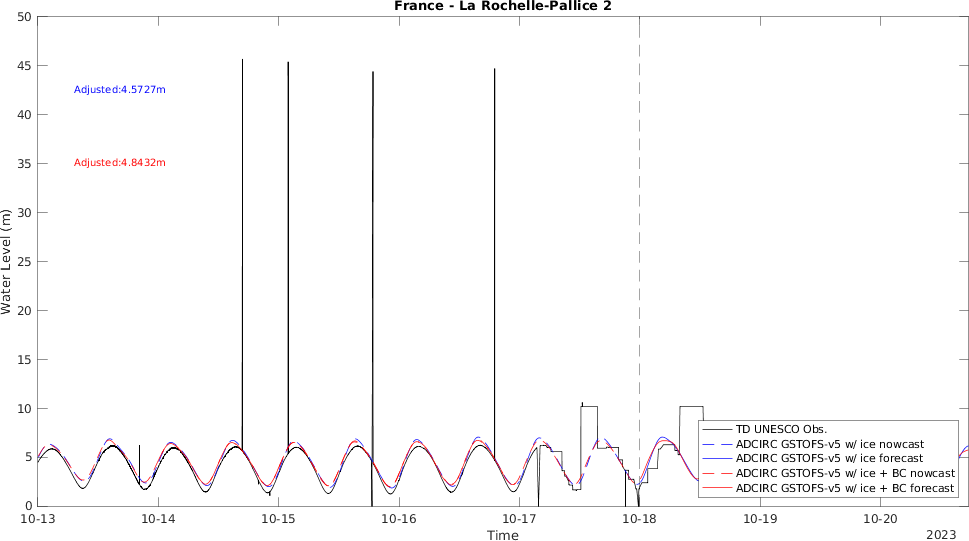 France - La Rochelle-Pallice 2
50
45
40
35
30
25
20
15
10
5
0
Water Level (m)
Adjusted:4.5727m
Adjusted:4.8432m
TD UNESCO Obs.
ADCIRC GSTOFS-v5 w/ ice nowcast
ADCIRC GSTOFS-v5 w/ ice forecast
ADCIRC GSTOFS-v5 w/ ice + BC nowcast
ADCIRC GSTOFS-v5 w/ ice + BC forecast
10-13 10-14 10-15 10-16 10-17 10-18 10-19 10-20
Time
2023